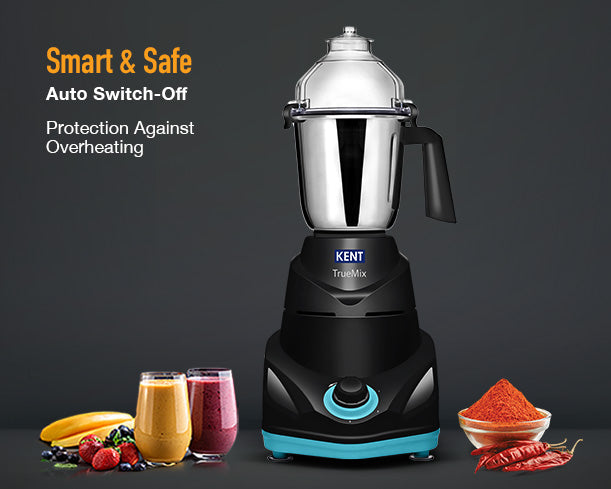 Smart & Safe
Auto Switch-Off
Protection Against
Overheating
KENT
TrueMix